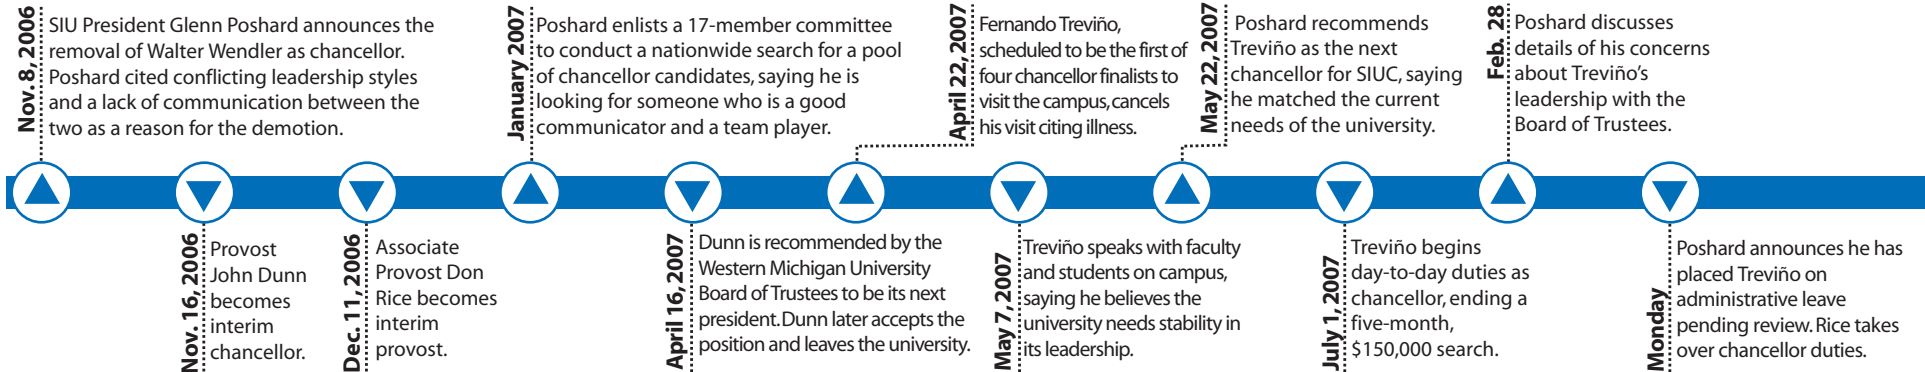 Nov. 8, 2006
SIU President Glenn Poshard announces the
removal of Walter Wendler as chancellor.
Poshard cited conflicting leadership styles
and a lack of communication between the
two as a reason for the demotion.
Nov. 16, 2006
Provost
John Dunn
becomes
interim
chancellor.
Dec. 11, 2006
Associate
Provost Don
Rice becomes
interim
provost.
January 2007
Poshard enlists a 17-member committee
to conduct a nationwide search for a pool
of chancellor candidates, saying he is
looking for someone who is a good
communicator and a team player.
April 16, 2007
Dunn is recommended by the
Western Michigan University
Board of Trustees to be its next
president. Dunn later accepts the
position and leaves the university.
April 22, 2007
Fernando Treviño,
scheduled to be the first of
four chancellor finalists to
visit the campus, cancels
his visit citing illness.
May 7, 2007
Treviño speaks with faculty
and students on campus,
saying he believes the
university needs stability in
its leadership.
May 22, 2007
Poshard recommends
Treviño as the next
chancellor for SIUC, saying
he matched the current
needs of the university.
July 1, 2007
Treviño begins
day-to-day duties as
chancellor, ending a
five-month,
$150,000 search.
Feb. 28
Poshard discusses
details of his concerns
about Treviño's
leadership with the
Board of Trustees.
Monday
Poshard announces he has
placed Treviño on
administrative leave
pending review. Rice takes
over chancellor duties.